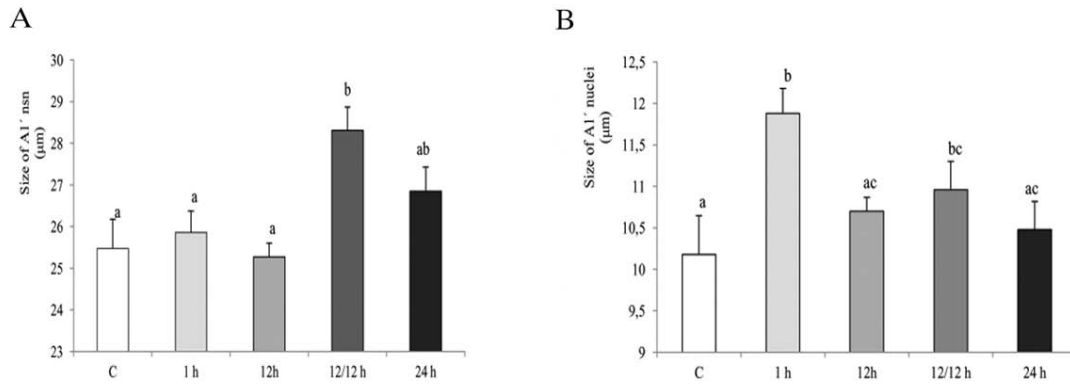 A
Size of A1´ nsn
(µm)
30
29
28
27
26
25
24
23
a
a
a
b
ab
C
1 h
12h
12/12 h
24 h
B
Size of A1´ nuclei
(µm)
12,5
12
11,5
11
10,5
10
9,5
9
a
b
ac
bc
ac
C
1 h
12h
12/12 h
24 h